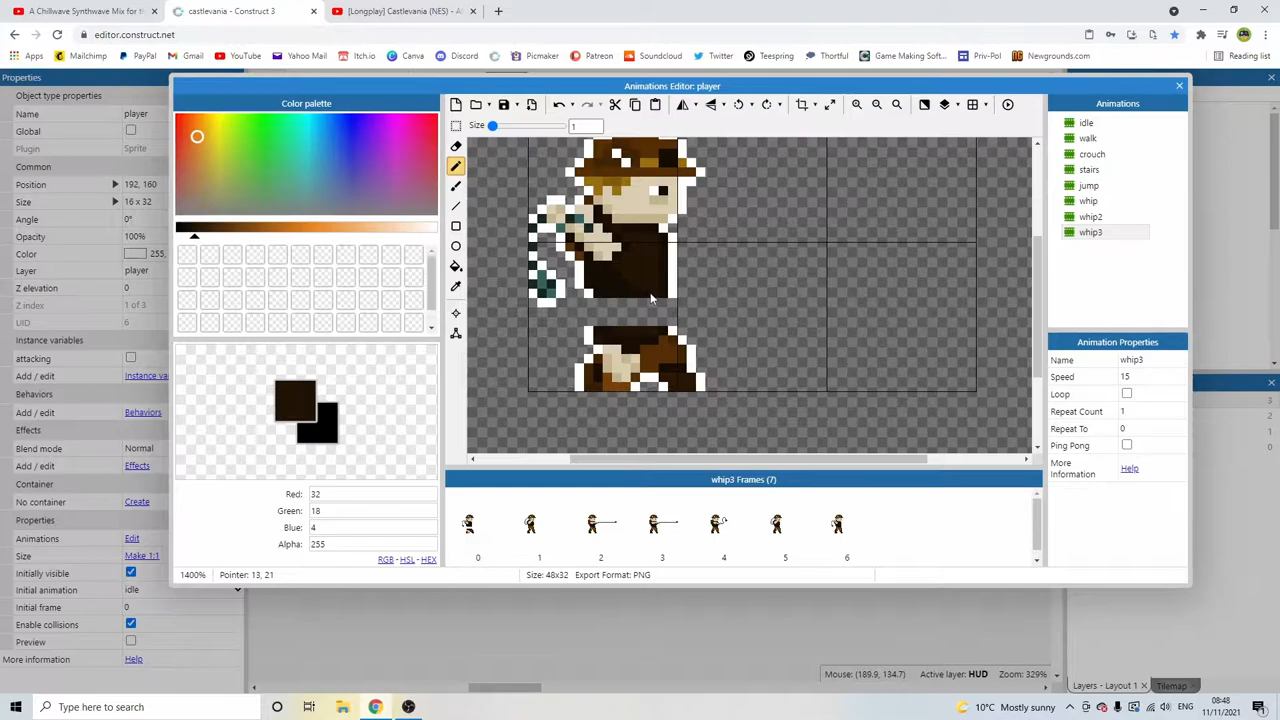 A Chillwave Synthwave Mix for th
castlevania - Construct 3
[Longplay] Castlevania (NES) - A
editor.construct.net
Apps
Mailchimp
PayPal
Gmail
YouTube
Yahoo Mail
Itch.io
Canva
Discord
Picmaker
Patreon
Soundcloud
Twitter
Teespring
Thortful
Game Making Soft...
Priv-Pol
Newgrounds.com
Reading list
Properties
Object type properties
Name player
Global
Plugin Sprite
Common
Position 192, 160
Size 16 x 32
Angle 0°
Opacity 100%
Color 255,
Layer player
Z elevation 0
Z index 1 of 3
UID 6
Instance variables
attacking
Add / edit Instance va
Behaviors
Add / edit Behaviors
Effects
Blend mode Normal
Add / edit Effects
Container
No container Create
Properties
Animations Edit
Size Make 1:1
Initially visible
Initial animation idle
Initial frame 0
Enable collisions
Preview
More information Help
Animations Editor: player
Color palette
Red: 32
Green: 18
Blue: 4
Alpha: 255
RGB - HSL - HEX
Size 1
whip3 Frames (7)
0 1 2 3 4 5 6
1400% Pointer: 13, 21 Size: 48x32 Export Format: PNG
Animations
idle
walk
crouch
stairs
jump
whip
whip2
whip3
Animation Properties
Name whip3
Speed 15
Loop
Repeat Count 1
Repeat To 0
Ping Pong
More
Information Help
3
2
1
0
Mouse: (189.9, 134.7) Active layer: HUD Zoom: 329%
Layers - Layout 1
Tilemap
Type here to search
10°C Mostly sunny
ENG
08:48
11/11/2021